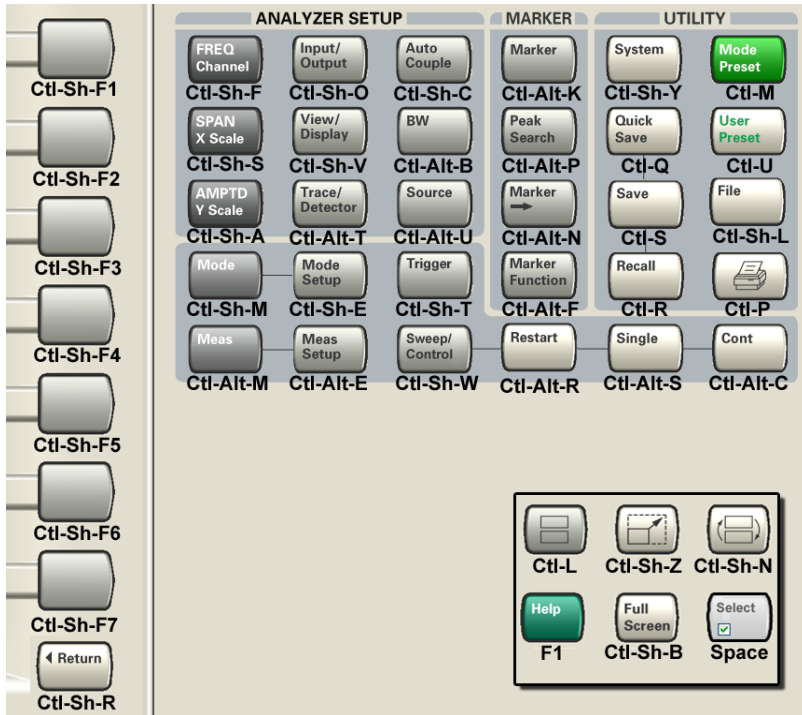 ANALYZER SETUP
MARKER
UTILITY
FREQ
Channel
Ctl-Sh-F
Input/
Output
Ctl-Sh-O
Auto
Couple
Ctl-Sh-C
Marker
Ctl-Alt-K
System
Ctl-Sh-Y
Mode
Preset
Ctl-M
SPAN
X Scale
Ctl-Sh-S
View/
Display
Ctl-Sh-V
BW
Ctl-Alt-B
Peak
Search
Ctl-Alt-P
Quick
Save
Ctl-Q
User
Preset
Ctl-U
AMPTD
Y Scale
Ctl-Sh-A
Trace/
Detector
Ctl-Alt-T
Source
Ctl-Alt-U
Marker
Ctl-Alt-N
Save
Ctl-S
File
Ctl-Sh-L
Mode
Ctl-Sh-M
Mode
Setup
Ctl-Sh-E
Trigger
Ctl-Sh-T
Marker
Function
Ctl-Alt-F
Recall
Ctl-R
Ctl-P
Meas
Ctl-Alt-M
Meas
Setup
Ctl-Alt-E
Sweep/
Control
Ctl-Sh-W
Restart
Ctl-Alt-R
Single
Ctl-Alt-S
Cont
Ctl-Alt-C
Ctl-Sh-F1
Ctl-Sh-F2
Ctl-Sh-F3
Ctl-Sh-F4
Ctl-Sh-F5
Ctl-Sh-F6
Ctl-Sh-F7
Return
Ctl-Sh-R
Ctl-L
Ctl-Sh-Z
Ctl-Sh-N
Help
F1
Full
Screen
Ctl-Sh-B
Select
Space